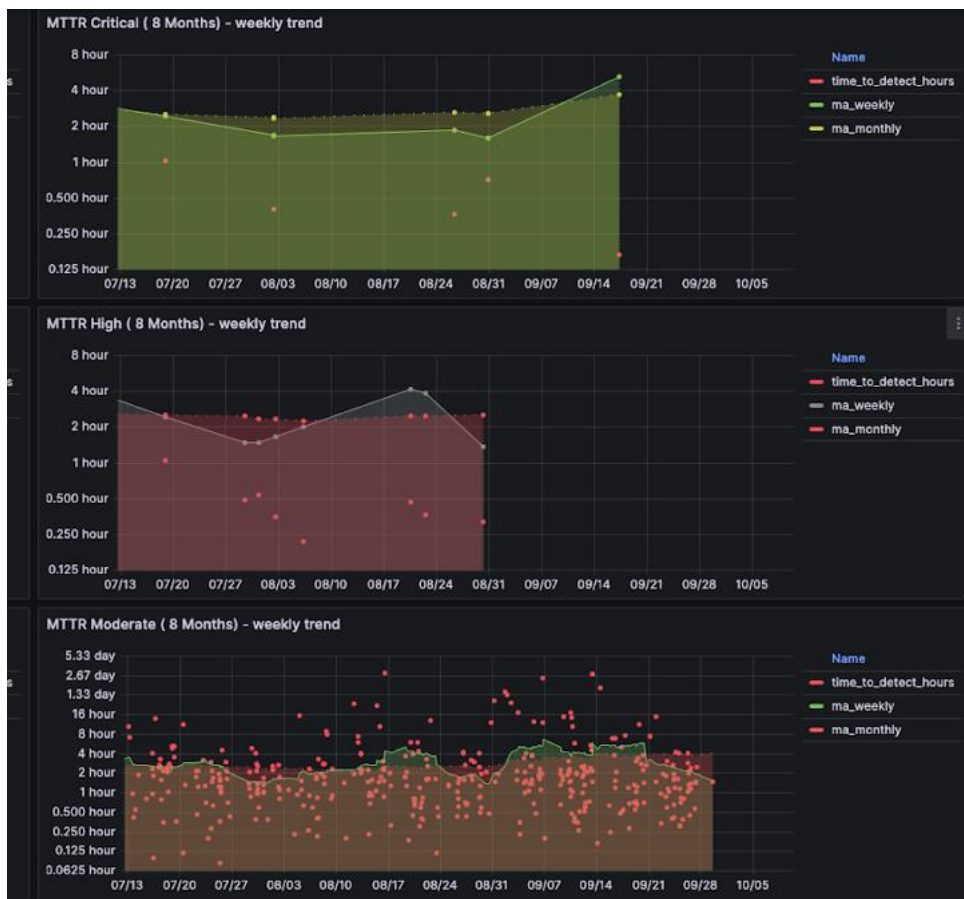 MTTR Critical ( 8 Months) - weekly trend
8 hour
4 hour
2 hour
1 hour
0.500 hour
0.250 hour
0.125 hour
07/13 07/20 07/27 08/03 08/10 08/17 08/24 08/31 09/07 09/14 09/21 09/28 10/05
Name
time_to_detect_hours
ma_weekly
ma_monthly
s
MTTR High ( 8 Months) - weekly trend
8 hour
4 hour
2 hour
1 hour
0.500 hour
0.250 hour
0.125 hour
07/13 07/20 07/27 08/03 08/10 08/17 08/24 08/31 09/07 09/14 09/21 09/28 10/05
Name
time_to_detect_hours
ma_weekly
ma_monthly
s
MTTR Moderate ( 8 Months) - weekly trend
5.33 day
2.67 day
1.33 day
16 hour
8 hour
4 hour
2 hour
1 hour
0.500 hour
0.250 hour
0.125 hour
0.0625 hour
07/13 07/20 07/27 08/03 08/10 08/17 08/24 08/31 09/07 09/14 09/21 09/28 10/05
Name
time_to_detect_hours
ma_weekly
ma_monthly
s